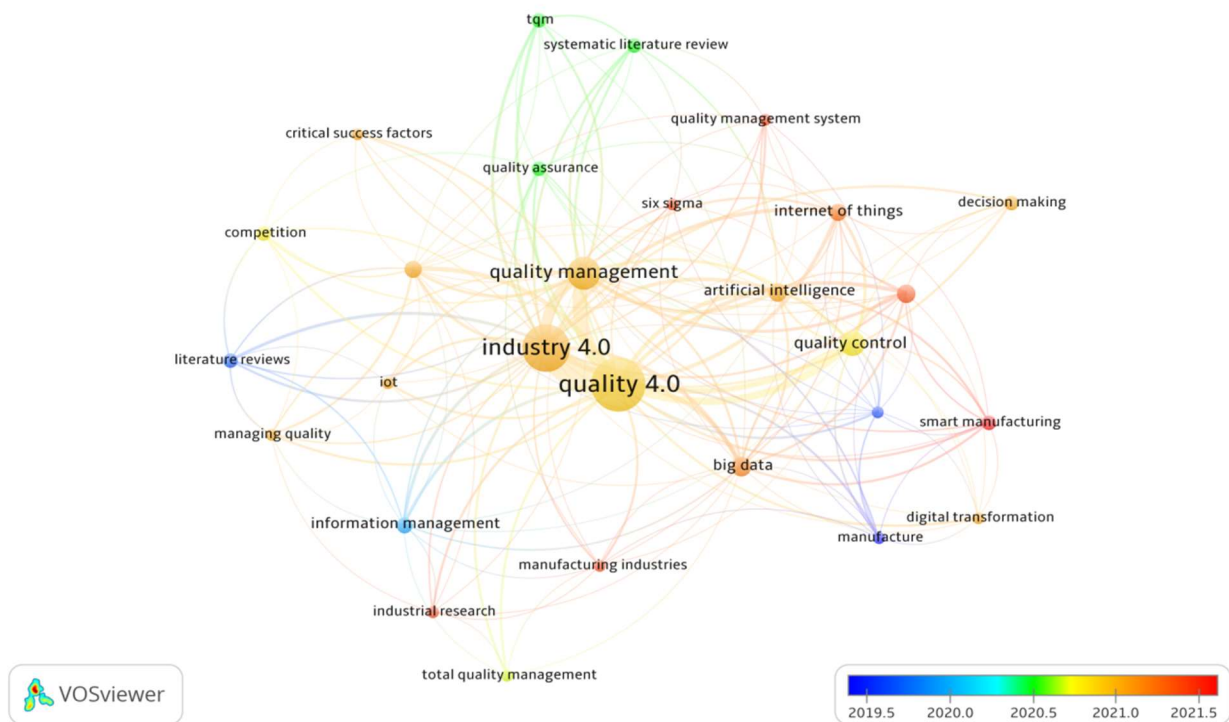 tqm
systematic literature review
quality management system
critical success factors
quality assurance
six sigma
internet of things
decision making
competition
quality management
artificial intelligence
quality control
industry 4.0
literature reviews
iot
quality 4.0
smart manufacturing
managing quality
big data
information management
digital transformation
manufacture
manufacturing industries
industrial research
total quality management
VOSviewer
2019.5 2020.0 2020.5 2021.0 2021.5